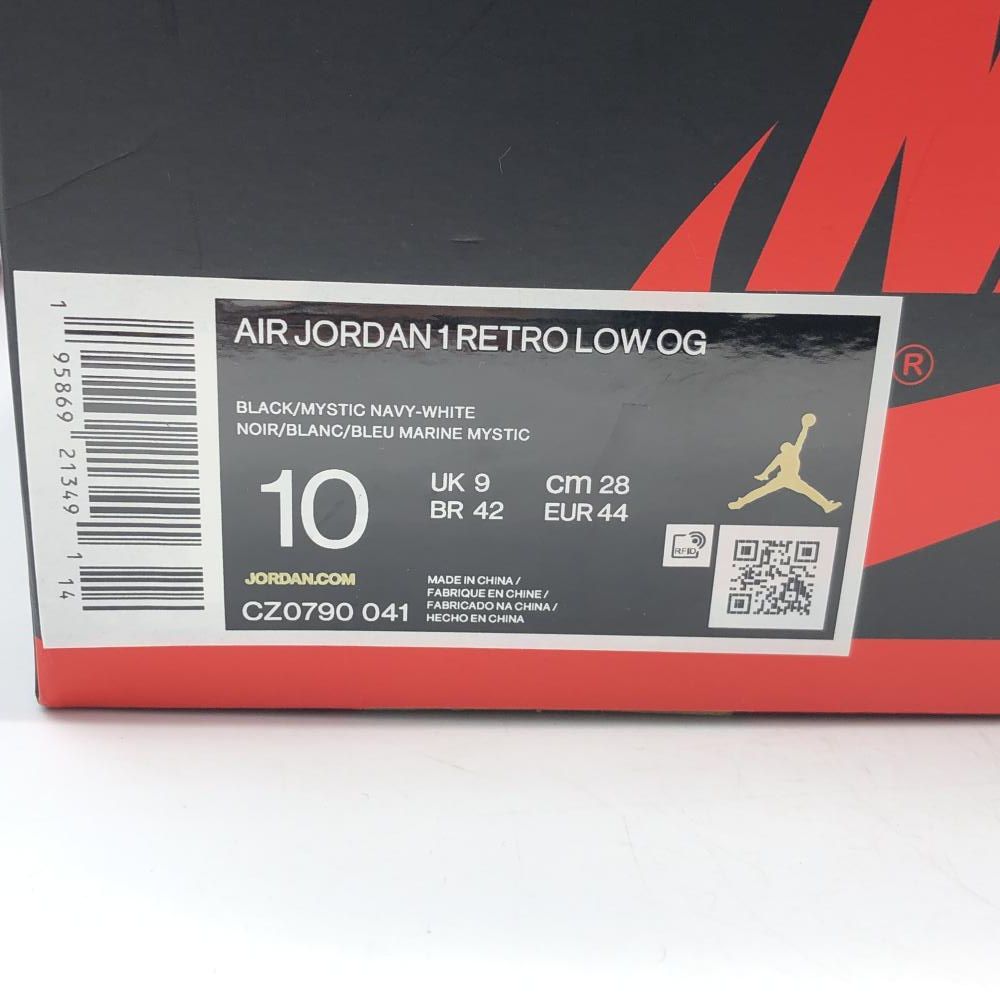 AIR JORDAN 1 RETRO LOW OG
BLACK/MYSTIC NAVY-WHITE
NOIR/BLANC/BLEU MARINE MYSTIC
10
UK 9 cm 28
BR 42 EUR 44
RFID
JORDAN.COM
CZ0790 041
MADE IN CHINA /
FABRIQUE EN CHINE /
FABRICADO NA CHINA /
HECHO EN CHINA
1 95869 21349 1 14
®